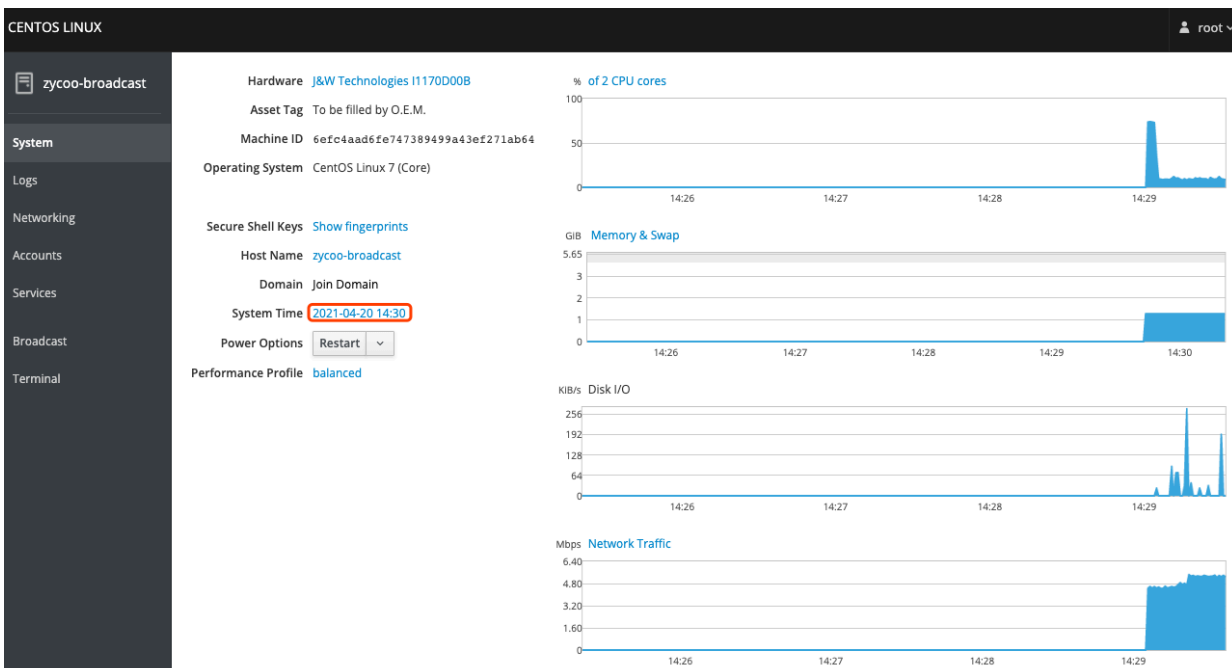 CENTOS LINUX
root
zycoo-broadcast
System
Logs
Networking
Accounts
Services
Broadcast
Terminal
Hardware J&W Technologies I1170D00B
Asset Tag To be filled by O.E.M.
Machine ID 6efc4aad6fe747389499a43ef271ab64
Operating System CentOS Linux 7 (Core)
Secure Shell Keys Show fingerprints
Host Name zycoo-broadcast
Domain Join Domain
System Time 2021-04-20 14:30
Power Options Restart
Performance Profile balanced
% of 2 CPU cores
100
50
0
14:26 14:27 14:28 14:29
GiB Memory & Swap
5.65
3
2
1
0
14:26 14:27 14:28 14:29 14:30
KiB/s Disk I/O
256
192
128
64
0
14:26 14:27 14:28 14:29
Mbps Network Traffic
6.40
4.80
3.20
1.60
0
14:26 14:27 14:28 14:29